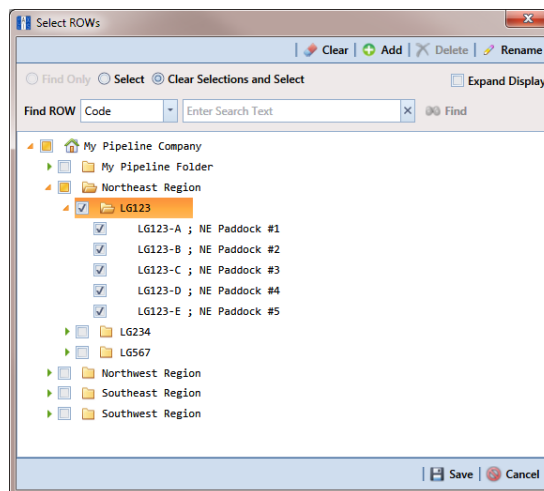 Select ROWs
Clear Add Delete Rename
Find Only Select Clear Selections and Select Expand Display
Find ROW Code Enter Search Text Find
My Pipeline Company
My Pipeline Folder
Northeast Region
LG123
LG123-A ; NE Paddock #1
LG123-B ; NE Paddock #2
LG123-C ; NE Paddock #3
LG123-D ; NE Paddock #4
LG123-E ; NE Paddock #5
LG234
LG567
Northwest Region
Southeast Region
Southwest Region
Save Cancel